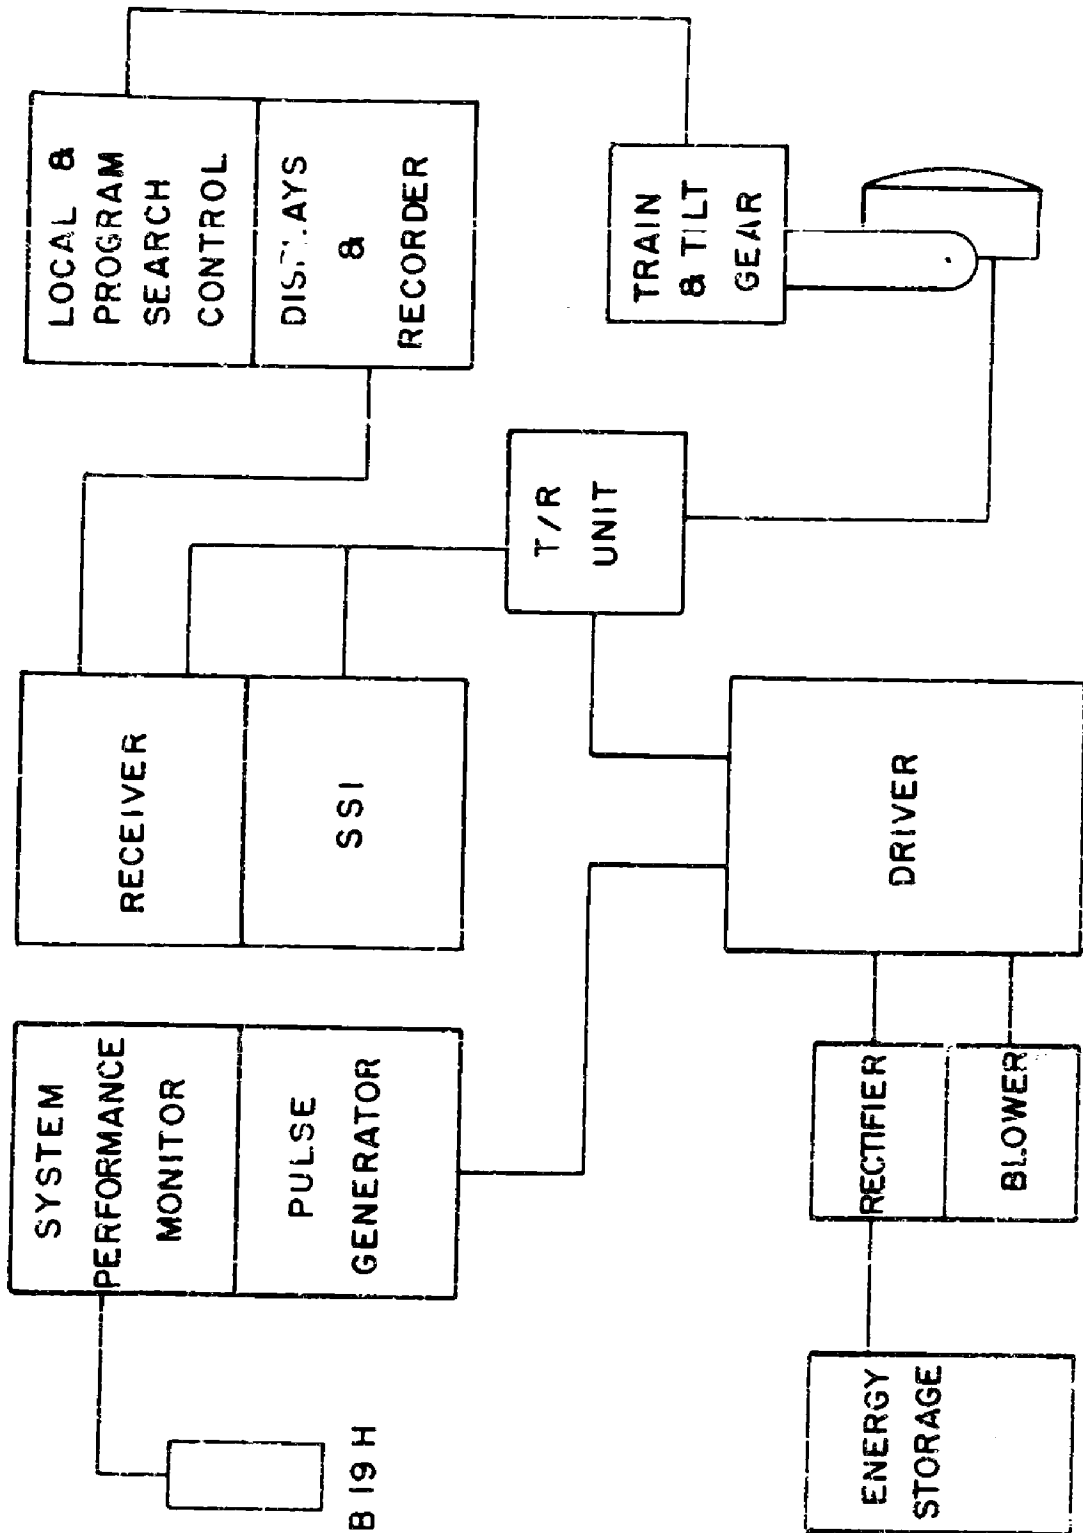 B 19 H
SYSTEM
PERFORMANCE
MONITOR
PULSE
GENERATOR
RECEIVER
SSI
LOCAL &
PROGRAM
SEARCH
CONTROL
DISPLAYS
&
RECORDER
T/R
UNIT
TRAIN
& TILT
GEAR
ENERGY
STORAGE
RECTIFIER
BLOWER
DRIVER